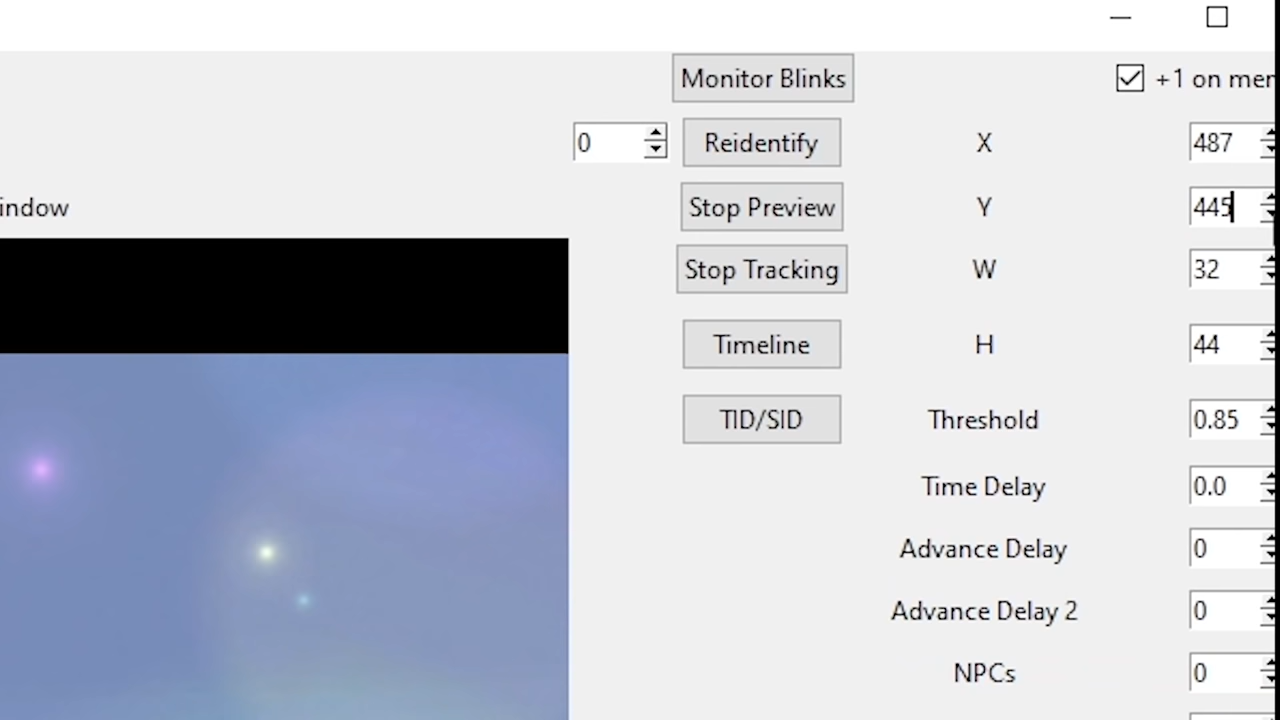 Monitor Blinks +1 on mer
0 Reidentify X 487
indow Stop Preview Y 445
Stop Tracking W 32
Timeline H 44
TID/SID Threshold 0.85
Time Delay 0.0
Advance Delay 0
Advance Delay 2 0
NPCs 0